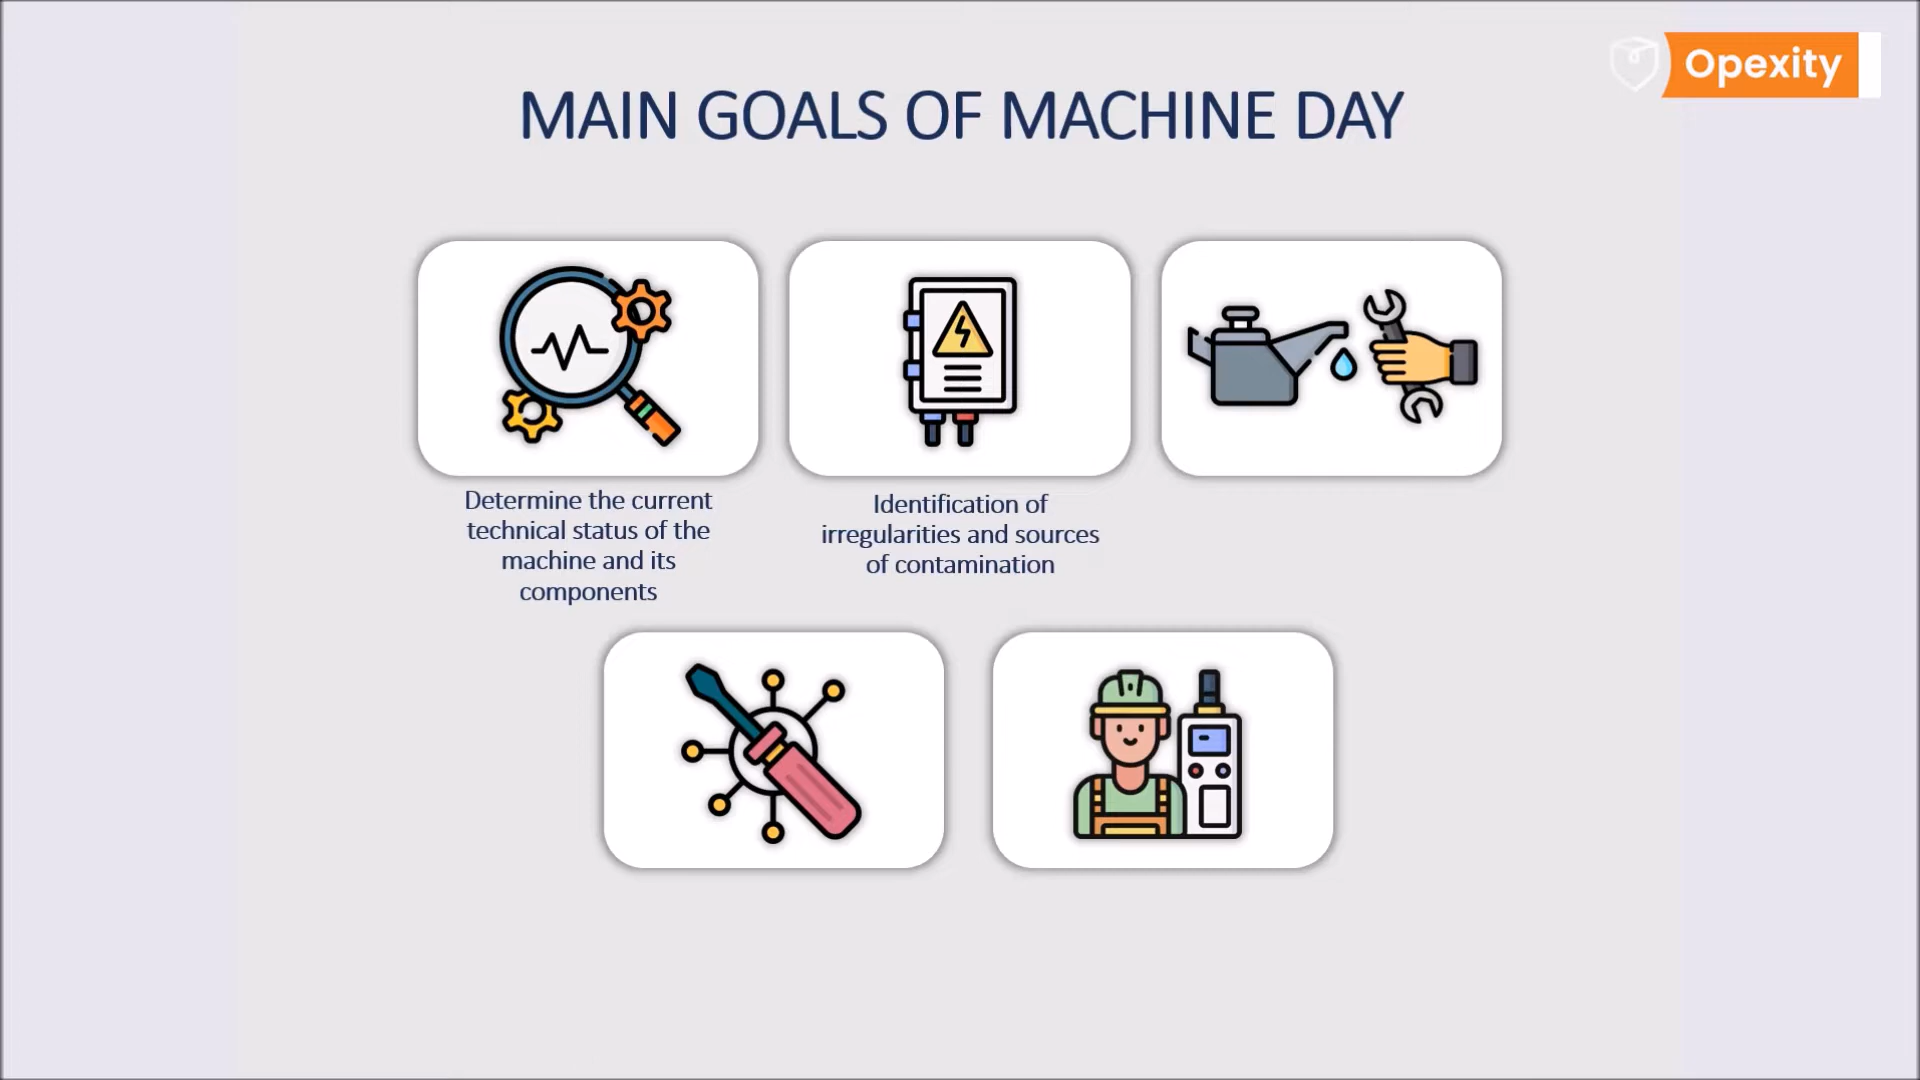 Opexity
MAIN GOALS OF MACHINE DAY
Determine the current
technical status of the
machine and its
components
Identification of
irregularities and sources
of contamination